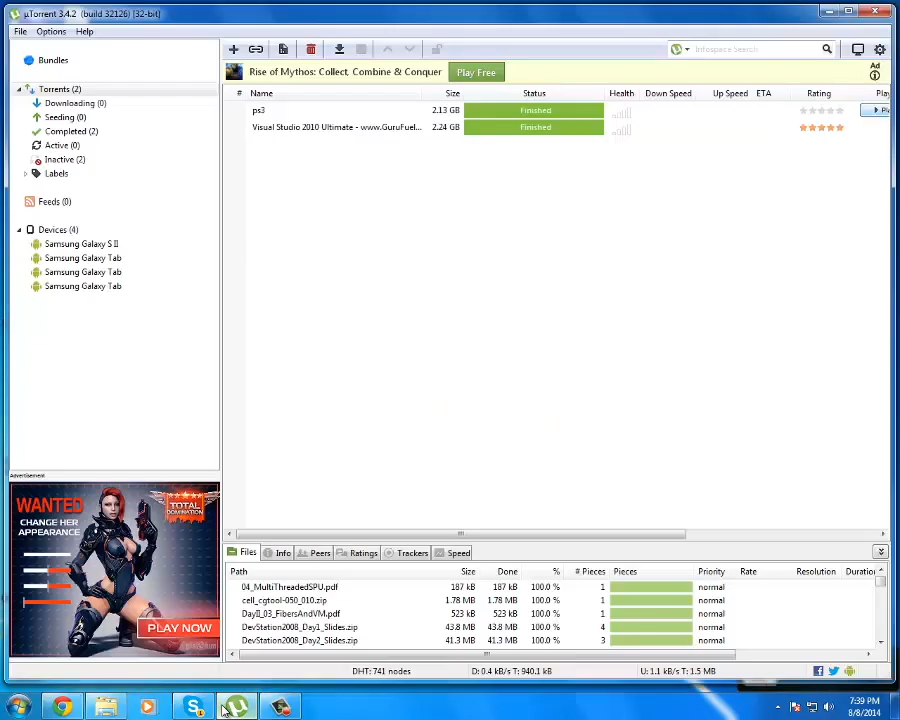 µTorrent 3.4.2 (build 32126) [32-bit]
File Options Help
Bundles
Infospace Search
Rise of Mythos: Collect, Combine & Conquer Play Free
Ad
Torrents (2)
# Name Size Status Health Down Speed Up Speed ETA Rating Play
Downloading (0)
ps3 2.13 GB Finished
Seeding (0)
Visual Studio 2010 Ultimate - www.GuruFuel... 2.24 GB Finished
Completed (2)
Active (0)
Inactive (2)
Labels
Feeds (0)
Devices (4)
Samsung Galaxy S II
Samsung Galaxy Tab
Samsung Galaxy Tab
Samsung Galaxy Tab
Advertisement
WANTED
CHANGE HER
APPEARANCE
TOTAL
DOMINATION
PLAY NOW
Files Info Peers Ratings Trackers Speed
Path Size Done % # Pieces Pieces Priority Rate Resolution Duratio
04_MultiThreadedSPU.pdf 187 kB 187 kB 100.0 % 1 normal
cell_cgtool-050_010.zip 1.78 MB 1.78 MB 100.0 % 1 normal
DayII_03_FibersAndVM.pdf 523 kB 523 kB 100.0 % 1 normal
DevStation2008_Day1_Slides.zip 43.8 MB 43.8 MB 100.0 % 4 normal
DevStation2008_Day2_Slides.zip 41.3 MB 41.3 MB 100.0 % 3 normal
DHT: 741 nodes D: 0.4 kB/s T: 940.1 kB U: 1.1 kB/s T: 1.5 MB
7:39 PM
8/8/2014